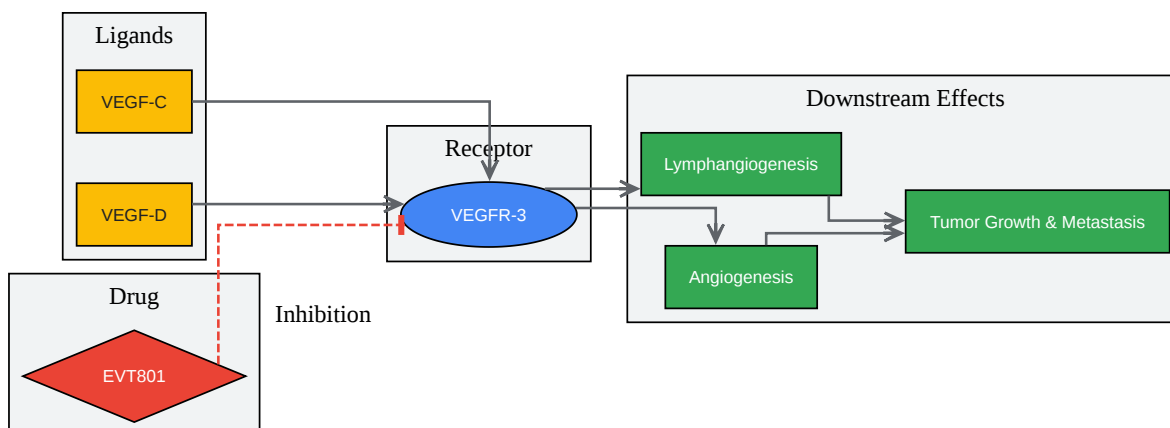 Ligands
VEGF-C
VEGF-D
Drug
EVT801
Inhibition
Receptor
VEGFR-3
Downstream Effects
Lymphangiogenesis
Angiogenesis
Tumor Growth & Metastasis